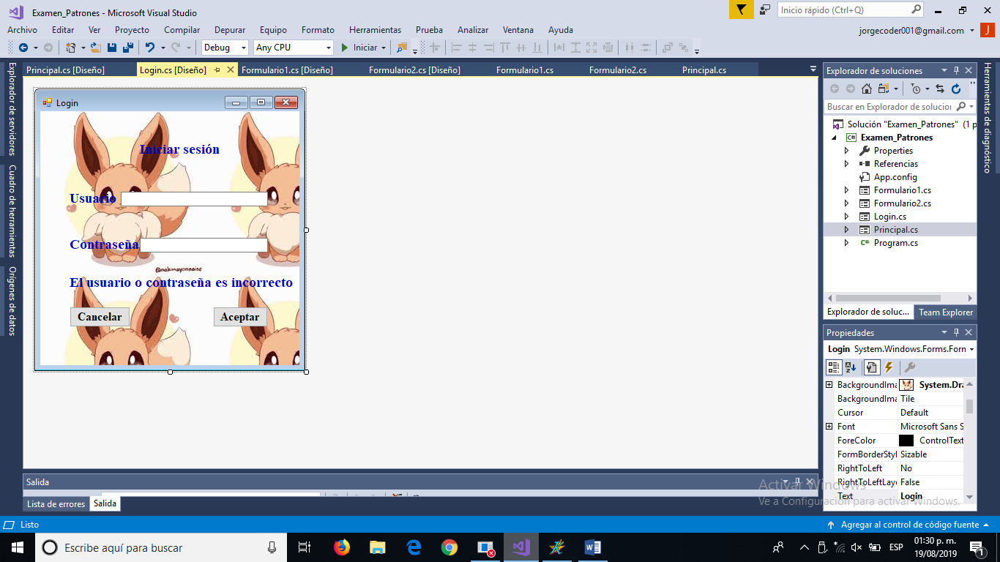 Examen_Patrones - Microsoft Visual Studio
Inicio rápido (Ctrl+Q)
Archivo Editar Ver Proyecto Compilar Depurar Equipo Formato Herramientas Prueba Analizar Ventana Ayuda
jorgecoder001@gmail.com J
Debug Any CPU Iniciar
Explorador de servidores
Cuadro de herramientas
Orígenes de datos
Principal.cs [Diseño] Login.cs [Diseño] Formulario1.cs [Diseño] Formulario2.cs [Diseño] Formulario1.cs Formulario2.cs Principal.cs
Login
Iniciar sesión
Usuario
Contraseña
@nakimayonnaise
El usuario o contraseña es incorrecto
Cancelar Aceptar
Explorador de soluciones
Buscar en Explorador de solucion
Solución "Examen_Patrones" (1 p
Examen_Patrones
Properties
Referencias
App.config
Formulario1.cs
Formulario2.cs
Login.cs
Principal.cs
Program.cs
Explorador de soluc... Team Explorer
Herramientas de diagnóstico
Propiedades
Login System.Windows.Forms.Forn
BackgroundIma System.Dra
BackgroundIma Tile
Cursor Default
Font Microsoft Sans S
ForeColor ControlText
FormBorderStyl Sizable
RightToLeft No
RightToLeftLay False
Text Login
Salida
Lista de errores Salida
Activar Windows
Ve a Configuración para activar Windows.
Listo
Agregar al control de código fuente
Escribe aquí para buscar
ESP
01:30 p. m.
19/08/2019
1